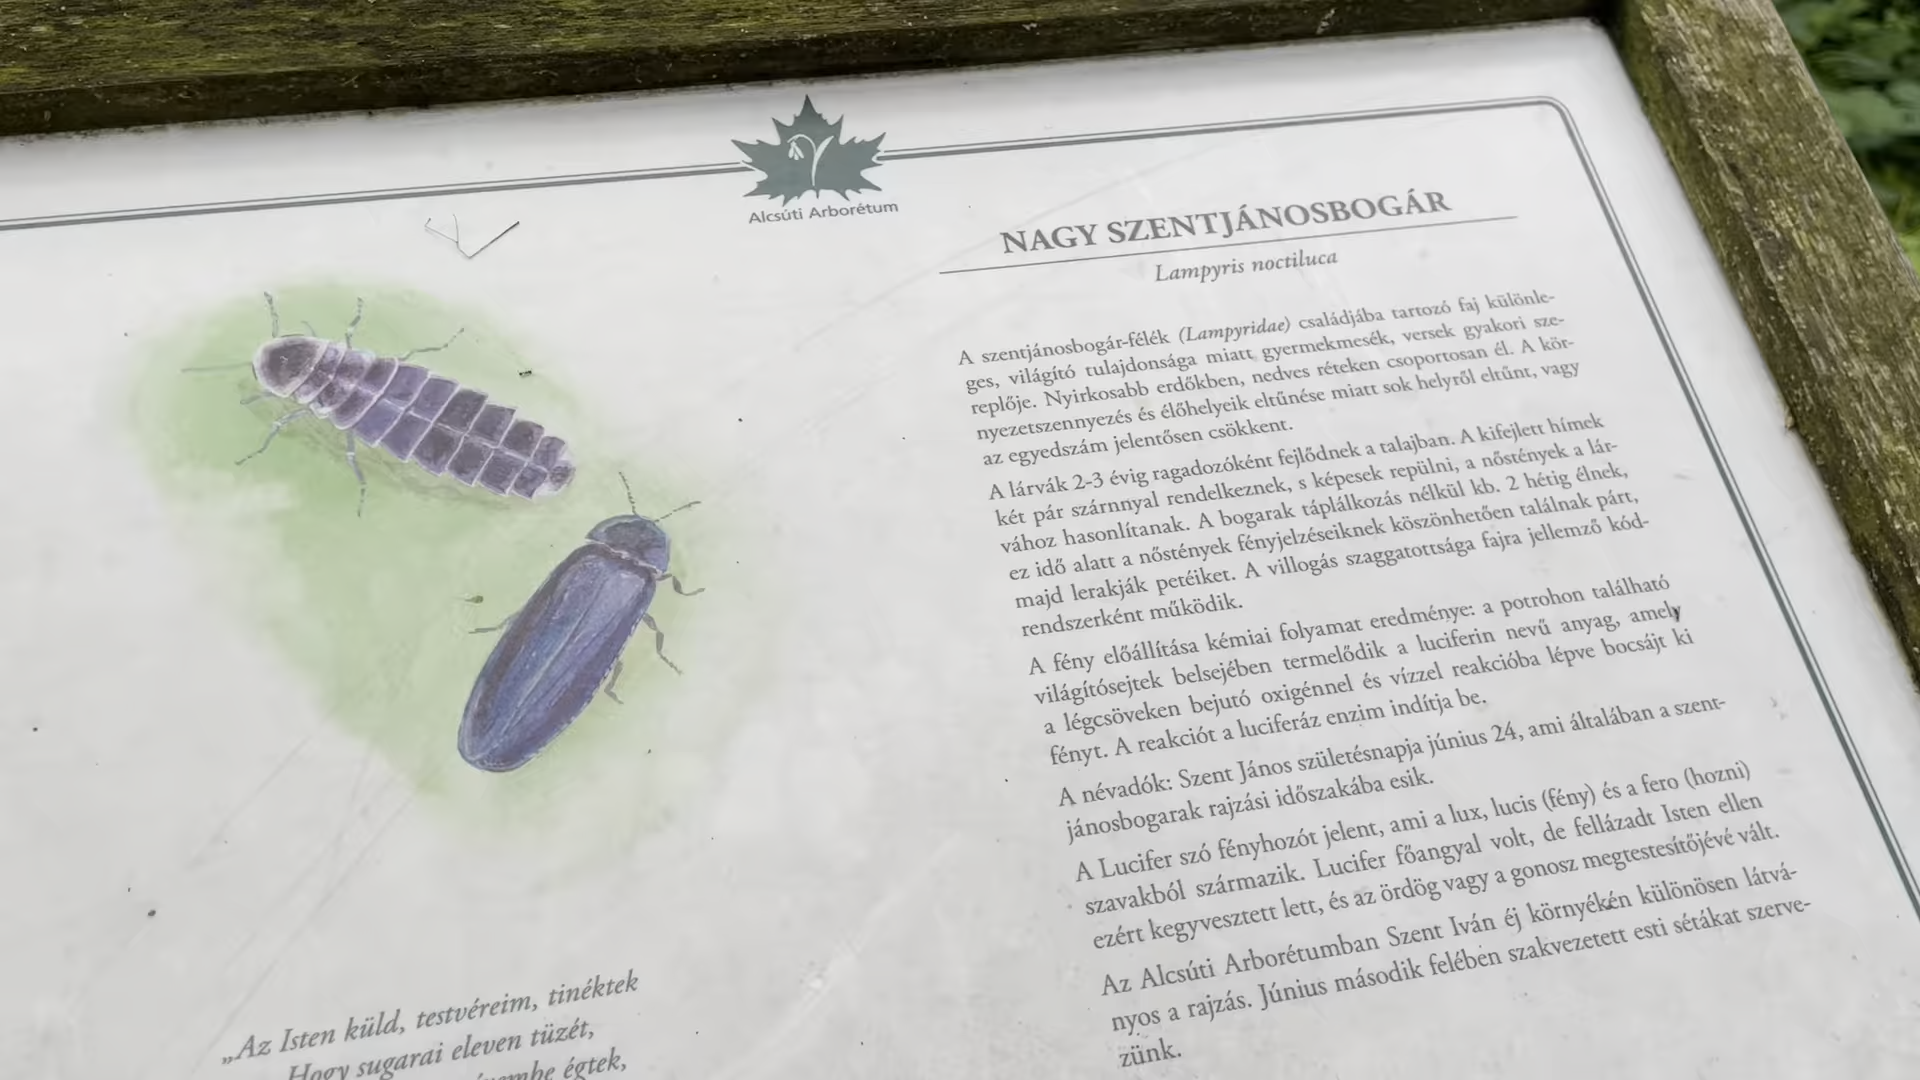 Alcsúti Arborétum
NAGY SZENTJÁNOSBOGÁR
Lampyris noctiluca
A szentjánosbogár-félék (Lampyridae) családjába tartozó faj különle-
ges, világító tulajdonsága miatt gyermekmesék, versek gyakori sze-
replője. Nyirkosabb erdőkben, nedves réteken csoportosan él. A kör-
nyezetszennyezés és élőhelyeik eltűnése miatt sok helyről eltűnt, vagy
az egyedszám jelentősen csökkent.
A lárvák 2-3 évig ragadozóként fejlődnek a talajban. A kifejlett hímek
két pár szárnnyal rendelkeznek, s képesek repülni, a nőstények a lár-
vához hasonlítanak. A bogarak táplálkozás nélkül kb. 2 hétig élnek,
ez idő alatt a nőstények fényjelzéseiknek köszönhetően találnak párt,
majd lerakják petéiket. A villogás szaggatottsága fajra jellemző kód-
rendszerként működik.
A fény előállítása kémiai folyamat eredménye: a potrohon található
világítósejtek belsejében termelődik a luciferin nevű anyag, amely
a légcsöveken bejutó oxigénnel és vízzel reakcióba lépve bocsájt ki
fényt. A reakciót a luciferáz enzim indítja be.
A névadók: Szent János születésnapja június 24, ami általában a szent-
jánosbogarak rajzási időszakába esik.
A Lucifer szó fényhozót jelent, ami a lux, lucis (fény) és a fero (hozni)
szavakból származik. Lucifer főangyal volt, de fellázadt Isten ellen
ezért kegyvesztett lett, és az ördög vagy a gonosz megtestesítőjévé vált.
Az Alcsúti Arborétumban Szent Iván éj környékén különösen látvá-
nyos a rajzás. Június második felében szakvezetett esti sétákat szerve-
zünk.
„Az Isten küld, testvéreim, tinéktek
Hogy sugarai eleven tüzét,
égtek,